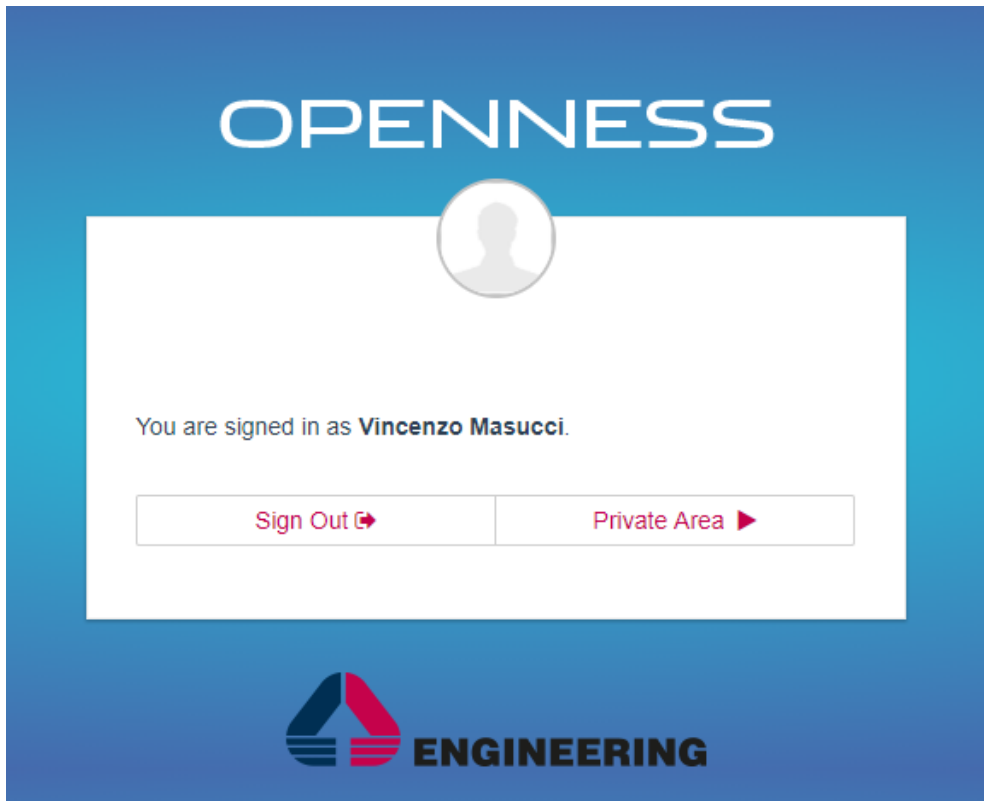 OPENNESS
You are signed in as Vincenzo Masucci.
Sign Out
Private Area
ENGINEERING